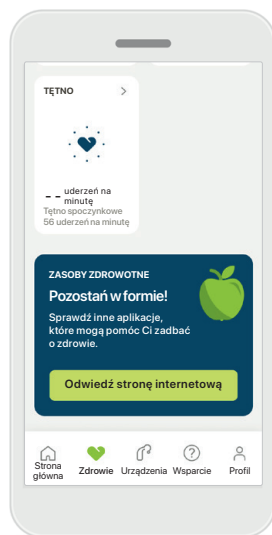 TĘTNO
-- uderzeń na
minutę
Tętno spoczynkowe
56 uderzeń na minutę
ZASOBY ZDROWOTNE
Pozostań w formie!
Sprawdź inne aplikacje,
które mogą pomóc Ci zadbać
o zdrowie.
Odwiedź stronę internetową
Strona
główna
Zdrowie
Urządzenia
Wsparcie
Profil